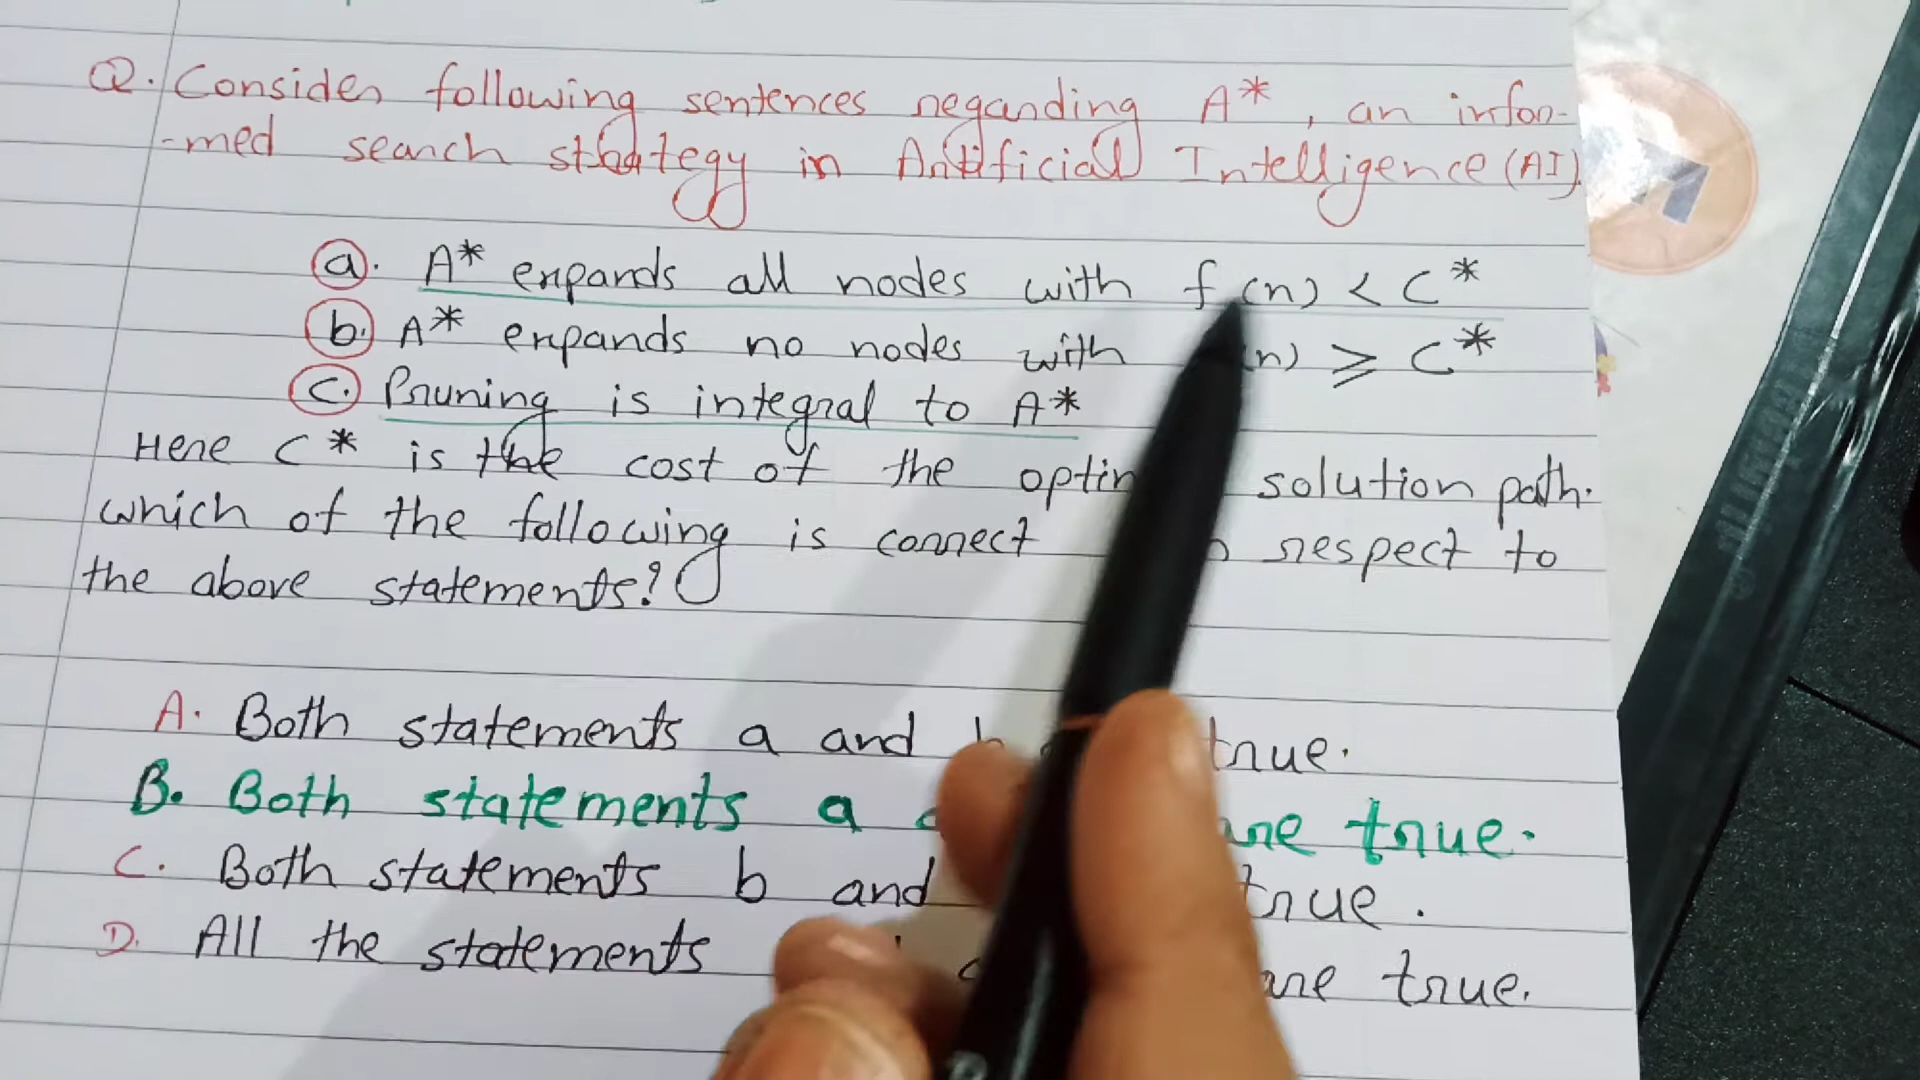 Q. Consider following sentences regarding A*, an infor-
-med search strategy in Artificial Intelligence (AI).
a. A* expands all nodes with f(n) < C*
b. A* expands no nodes with (n) ≥ C*
c. Pruning is integral to A*
Here C* is the cost of the solution path.
which of the following is correct respect to
the above statements?
A. Both statements a and true.
B. Both statements a are true.
C. Both statements b and true.
D. All the statements are true.